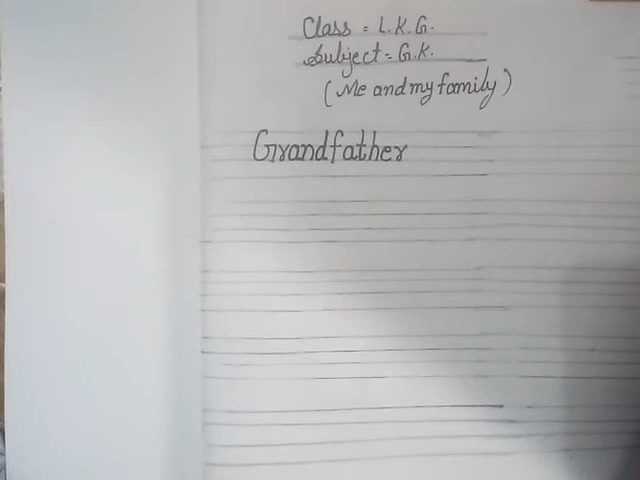 Class = L.K.G.
Subject = G.K.
(Me and my family)
Grandfather